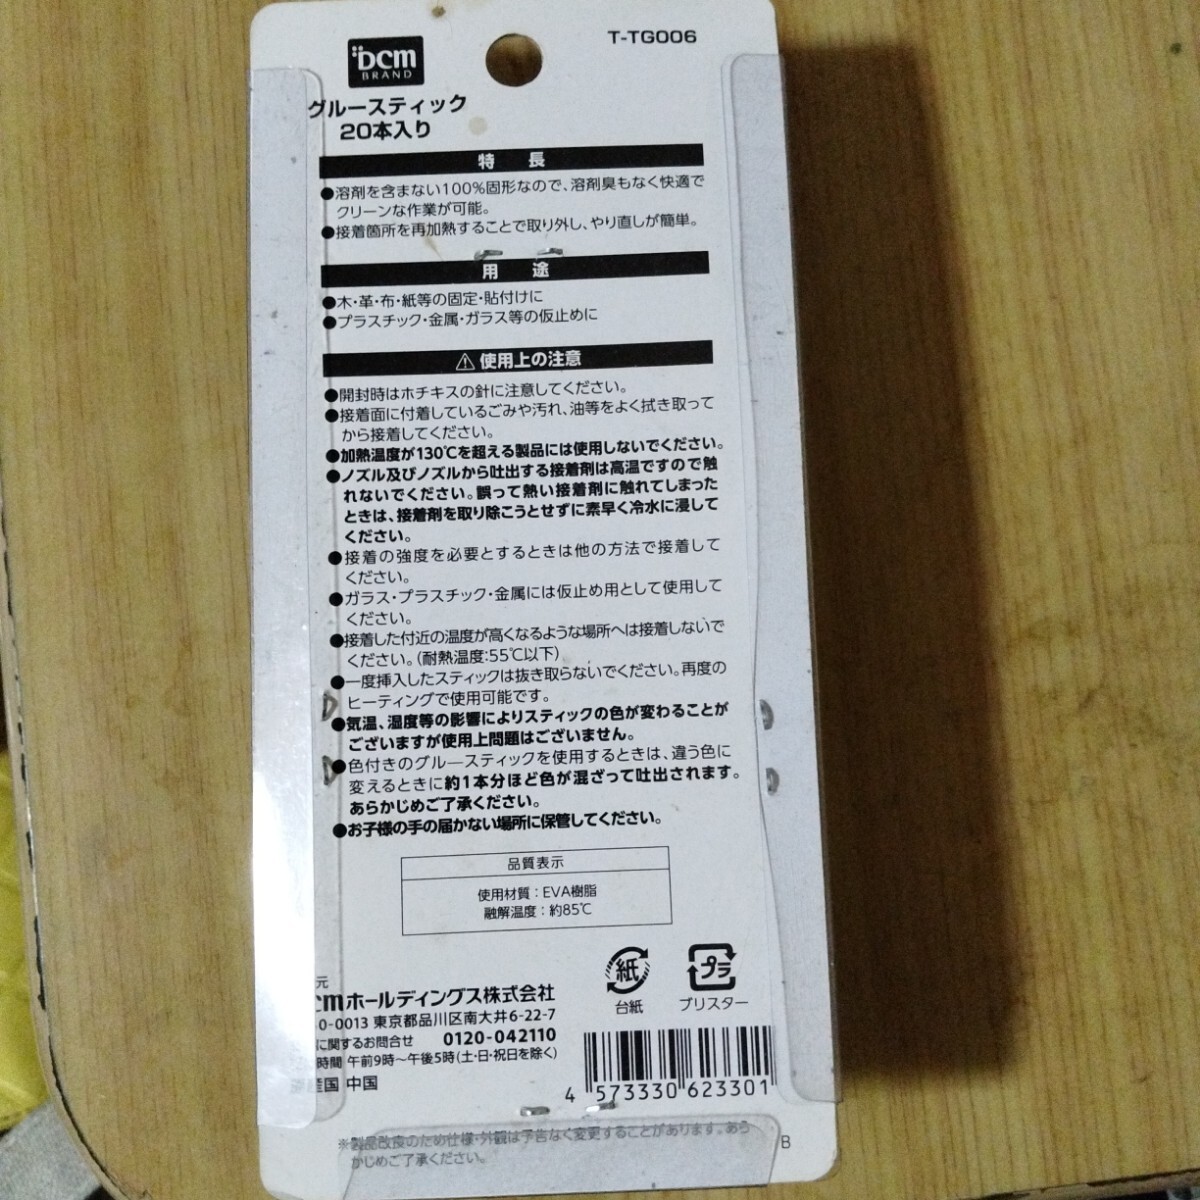 DCM
BRAND
T-TG006
グルースティック
20本入り
特 長
●溶剤を含まない100%固形なので、溶剤臭もなく快適で
クリーンな作業が可能。
●接着箇所を再加熱することで取り外し、やり直しが簡単。
用 途
●木・革・布・紙等の固定・貼付けに
●プラスチック・金属・ガラス等の仮止めに
⚠使用上の注意
●開封時はホチキスの針に注意してください。
●接着面に付着しているごみや汚れ、油等をよく拭き取って
から接着してください。
●加熱温度が130℃を超える製品には使用しないでください。
●ノズル及びノズルから吐出する接着剤は高温ですので触
れないでください。誤って熱い接着剤に触れてしまった
ときは、接着剤を取り除こうとせずに素早く冷水に浸して
ください。
●接着の強度を必要とするときは他の方法で接着して
ください。
●ガラス・プラスチック・金属には仮止め用として使用して
ください。
●接着した付近の温度が高くなるような場所へは接着しないで
ください。(耐熱温度:55℃以下)
●一度挿入したスティックは抜き取らないでください。再度の
ヒーティングで使用可能です。
●気温、湿度等の影響によりスティックの色が変わることが
ございますが使用上問題はございません。
●色付きのグルースティックを使用するときは、違う色に
変えるときに約1本分ほど色が混ざって吐出されます。
あらかじめご了承ください。
●お子様の手の届かない場所に保管してください。
品質表示
使用材質：EVA樹脂
融解温度：約85℃
紙
台紙
プラ
ブリスター
元
cmホールディングス株式会社
0-0013 東京都品川区南大井6-22-7
に関するお問合せ 0120-042110
時間 午前9時～午後5時(土・日・祝日を除く)
産国 中国
4 573330 623301
※製品改良のため仕様・外観は予告なく変更することがあります。あら
かじめご了承ください。
B